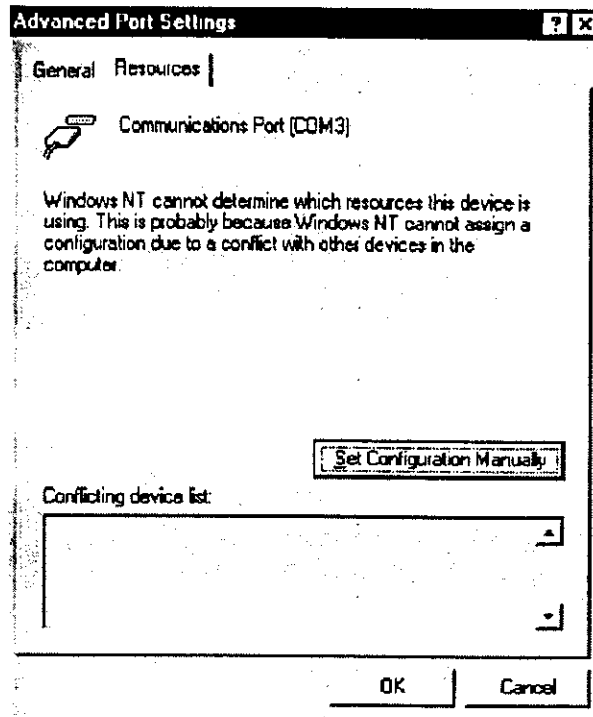 Advanced Port Settings
? X
General Resources
Communications Port (COM3)
Windows NT cannot determine which resources this device is
using. This is probably because Windows NT cannot assign a
configuration due to a conflict with other devices in the
computer.
Set Configuration Manually
Conflicting device list:
OK Cancel